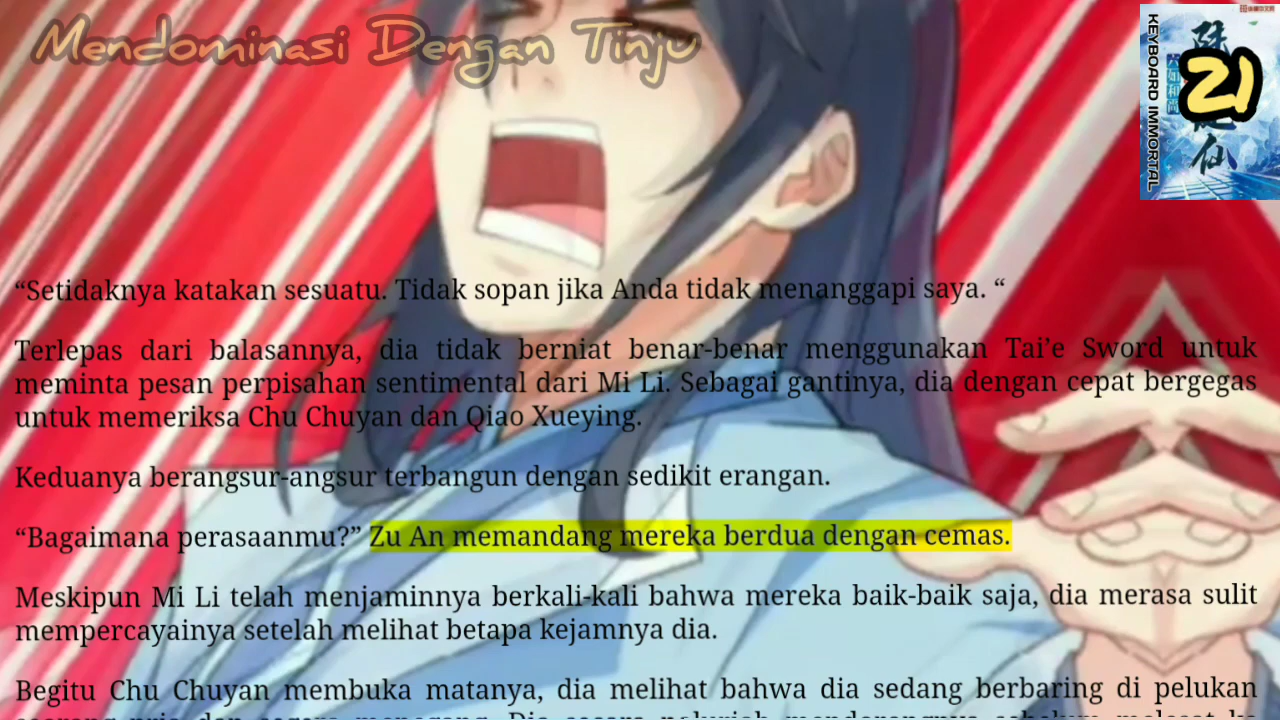 Mendominasi Dengan Tinju
KEYBOARD IMMORTAL
21
六如和尚
仙
“Setidaknya katakan sesuatu. Tidak sopan jika Anda tidak menanggapi saya. “
Terlepas dari balasannya, dia tidak berniat benar-benar menggunakan Tai’e Sword untuk
meminta pesan perpisahan sentimental dari Mi Li. Sebagai gantinya, dia dengan cepat bergegas
untuk memeriksa Chu Chuyan dan Qiao Xueying.
Keduanya berangsur-angsur terbangun dengan sedikit erangan.
“Bagaimana perasaanmu?” Zu An memandang mereka berdua dengan cemas.
Meskipun Mi Li telah menjaminnya berkali-kali bahwa mereka baik-baik saja, dia merasa sulit
mempercayainya setelah melihat betapa kejamnya dia.
Begitu Chu Chuyan membuka matanya, dia melihat bahwa dia sedang berbaring di pelukan